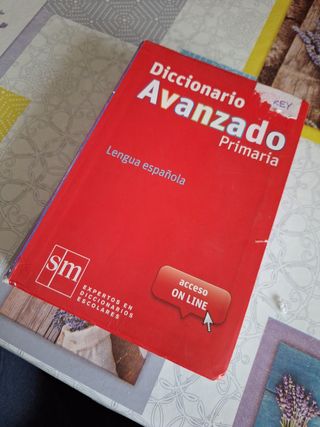 Diccionario
Avanzado
Primaria
Lengua española
acceso
ON LINE
sm
EXPERTOS EN
DICCIONARIOS
ESCOLARES